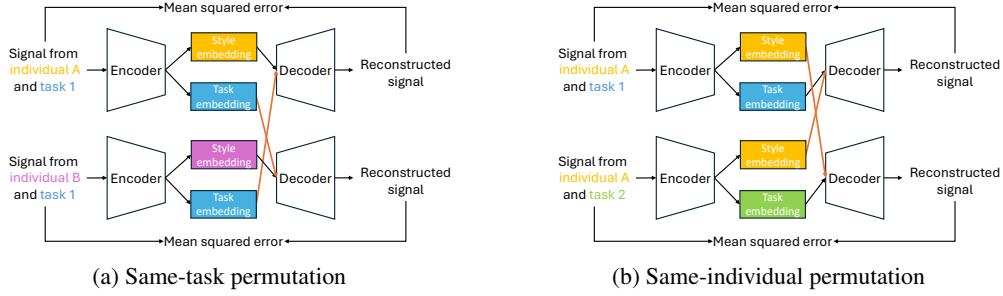 Mean squared error
Signal from
individual A
and task 1
Encoder
Style
embedding
Task
embedding
Decoder
Reconstructed
signal
Signal from
individual B
and task 1
Encoder
Style
embedding
Task
embedding
Decoder
Reconstructed
signal
Mean squared error
(a) Same-task permutation
Mean squared error
Signal from
individual A
and task 1
Encoder
Style
embedding
Task
embedding
Decoder
Reconstructed
signal
Signal from
individual A
and task 2
Encoder
Style
embedding
Task
embedding
Decoder
Reconstructed
signal
Mean squared error
(b) Same-individual permutation